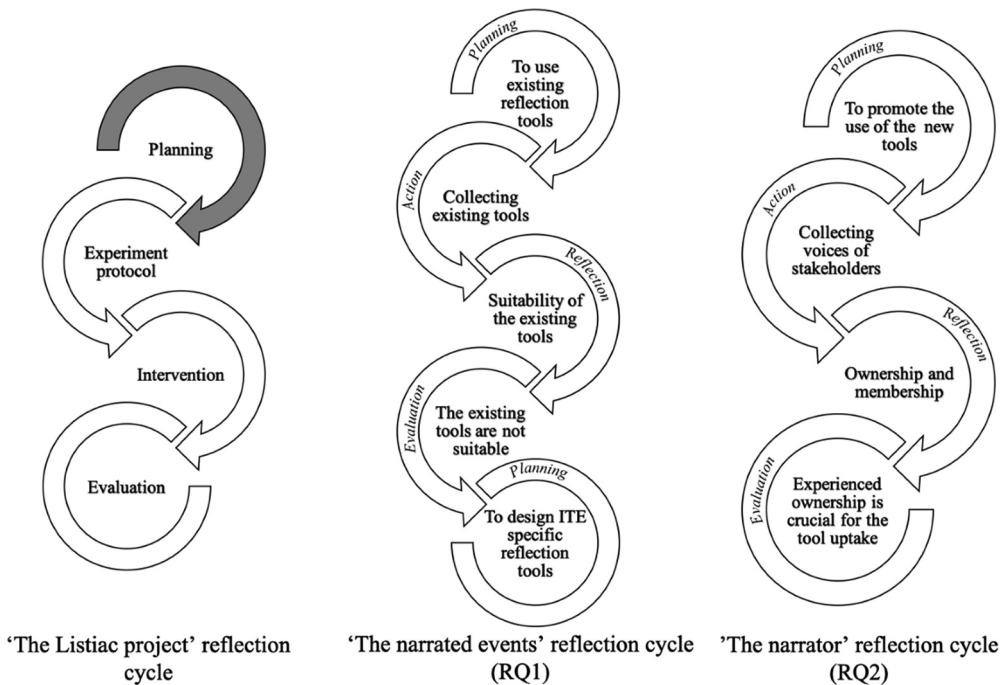 Planning
Experiment
protocol
Intervention
Evaluation
'The Listiac project' reflection
cycle
Planning
To use
existing
reflection
tools
Action
Collecting
existing tools
Reflection
Suitability of
the existing
tools
Evaluation
The existing
tools are not
suitable
Planning
To design ITE
specific
reflection
tools
'The narrated events' reflection cycle
(RQ1)
Planning
To promote the
use of the new
tools
Action
Collecting
voices of
stakeholders
Reflection
Ownership and
membership
Evaluation
Experienced
ownership is
crucial for the
tool uptake
’The narrator’ reflection cycle
(RQ2)